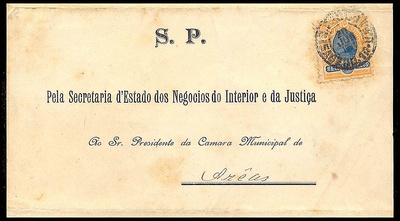 S. P.
Pela Secretaria d'Estado dos Negocios do Interior e da Justiça
Ao Sr. Presidente da Camara Municipal de
Arêas